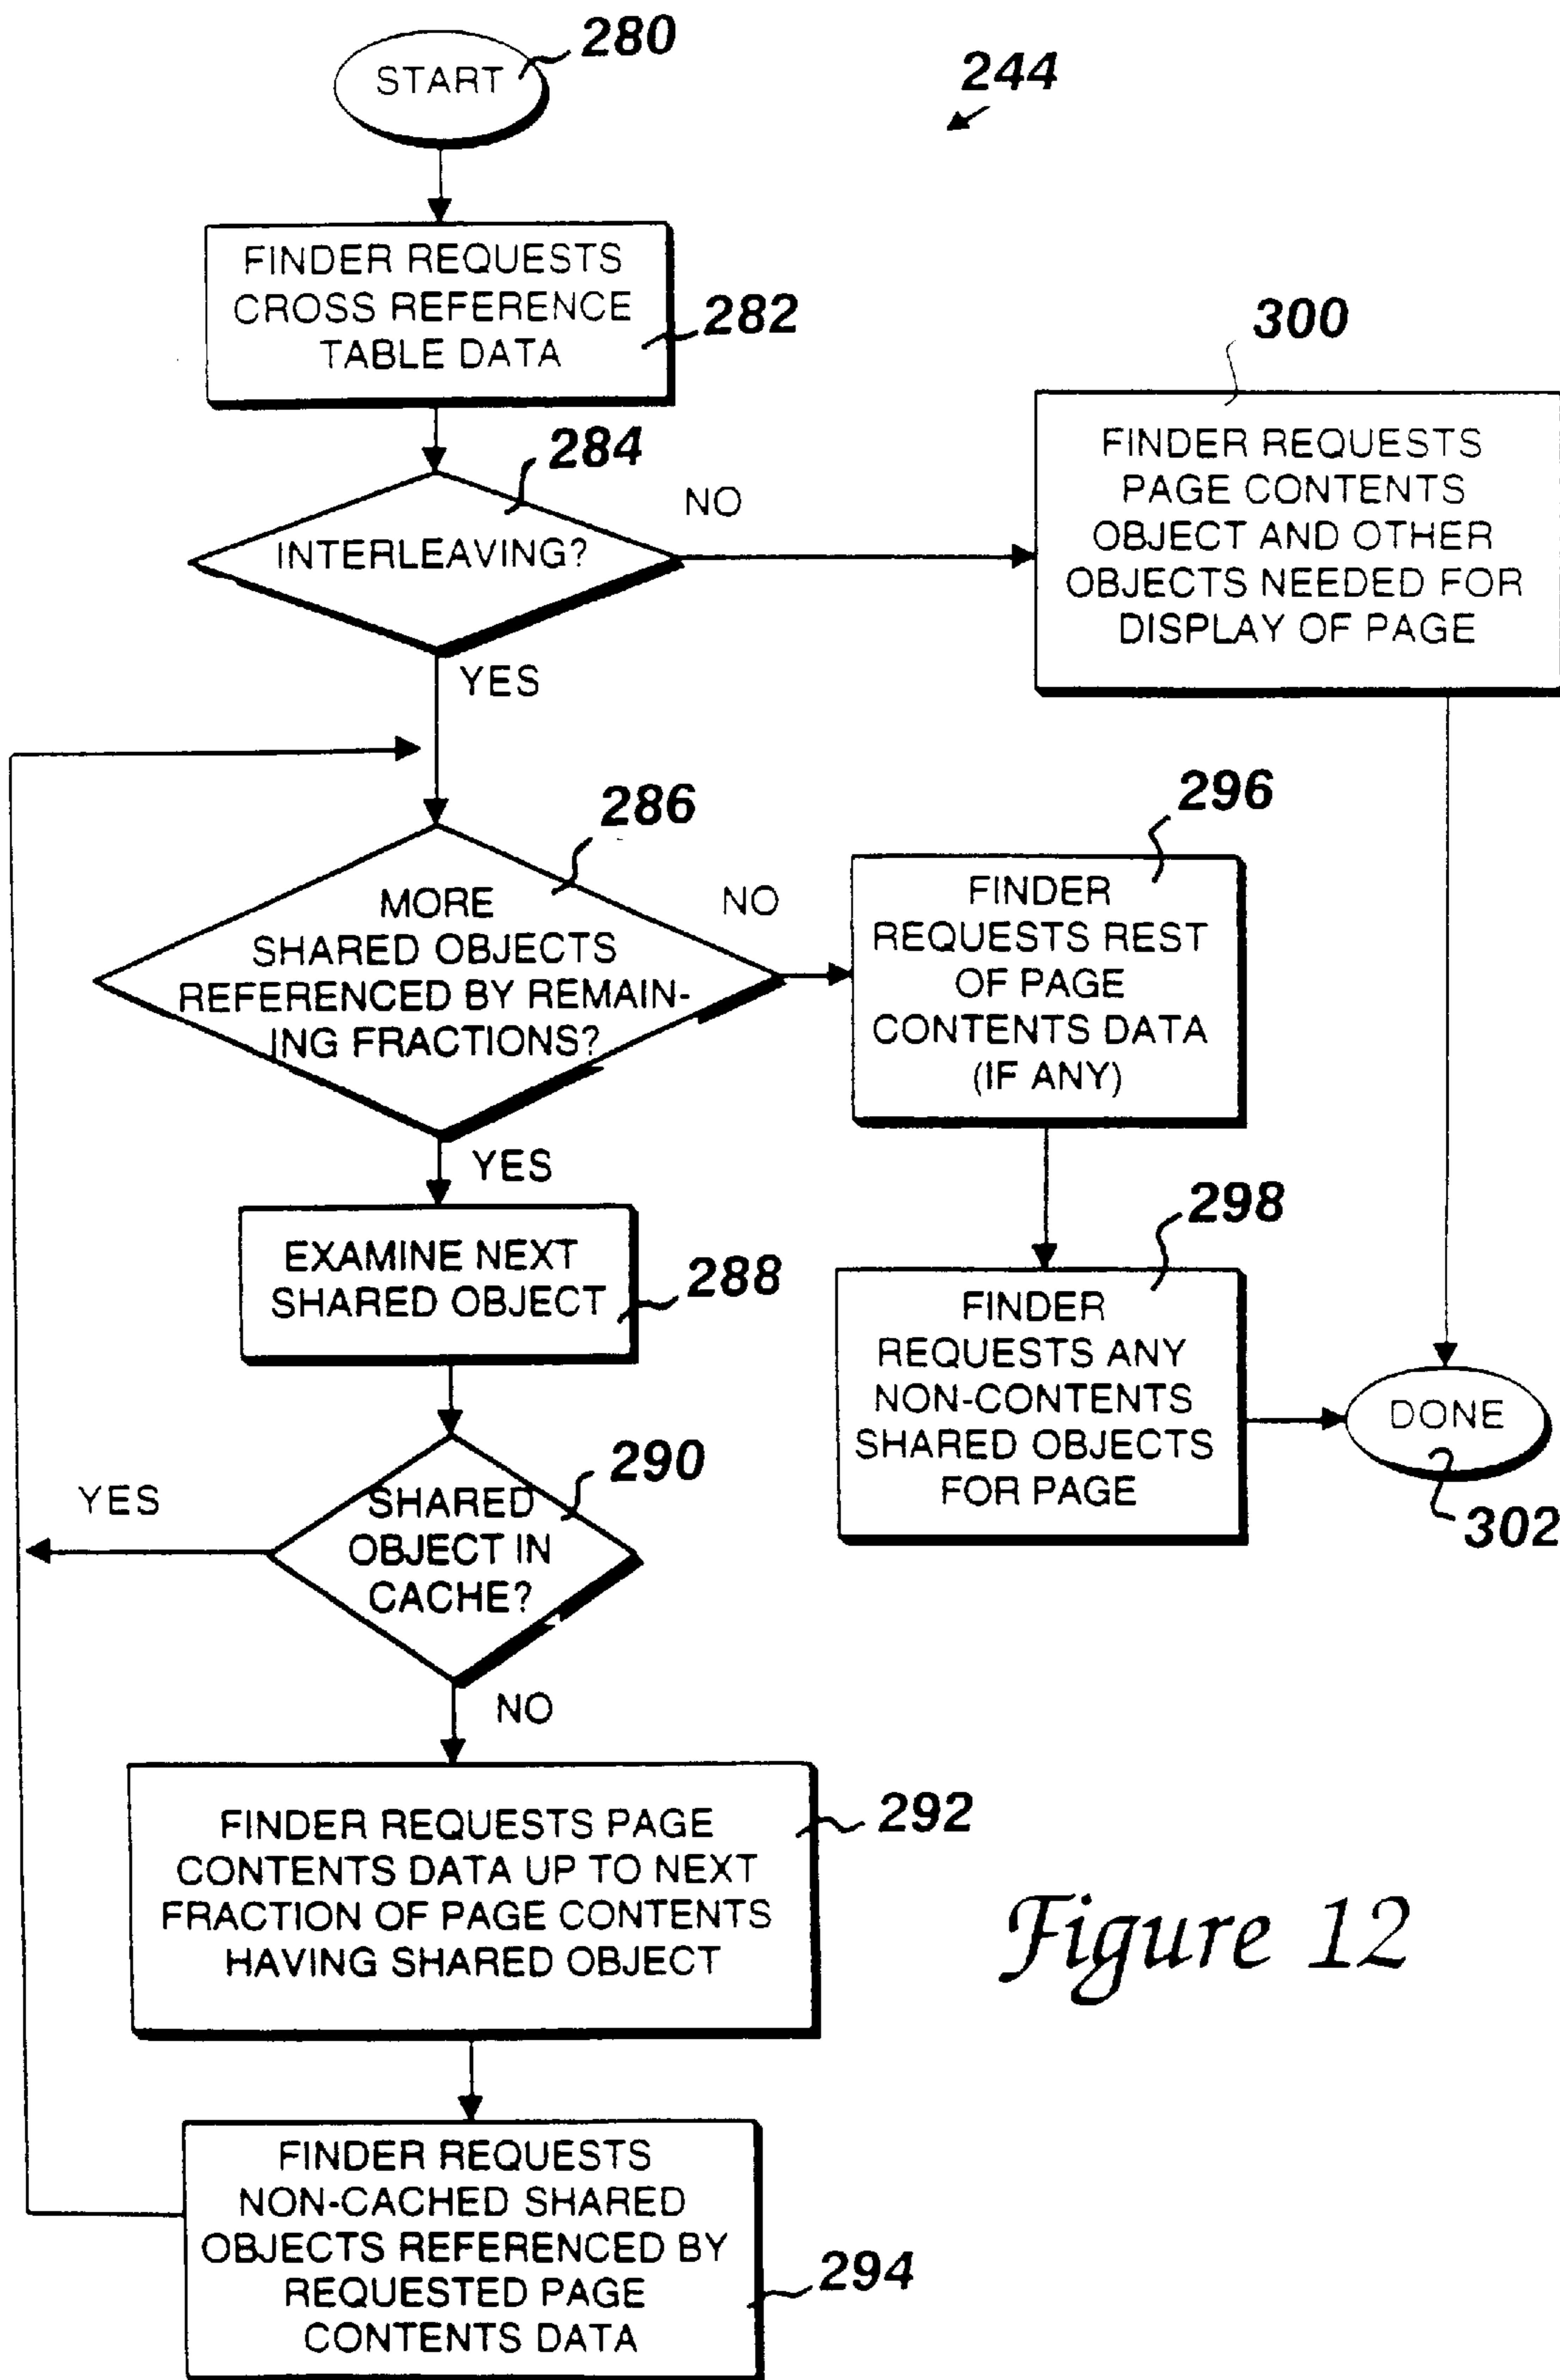 280
START
244
FINDER REQUESTS
CROSS REFERENCE
TABLE DATA
282
284
INTERLEAVING?
NO
YES
300
FINDER REQUESTS
PAGE CONTENTS
OBJECT AND OTHER
OBJECTS NEEDED FOR
DISPLAY OF PAGE
286
MORE
SHARED OBJECTS
REFERENCED BY REMAIN-
ING FRACTIONS?
NO
YES
296
FINDER
REQUESTS REST
OF PAGE
CONTENTS DATA
(IF ANY)
EXAMINE NEXT
SHARED OBJECT
288
298
FINDER
REQUESTS ANY
NON-CONTENTS
SHARED OBJECTS
FOR PAGE
DONE
302
290
SHARED
OBJECT IN
CACHE?
YES
NO
FINDER REQUESTS PAGE
CONTENTS DATA UP TO NEXT
FRACTION OF PAGE CONTENTS
HAVING SHARED OBJECT
292
FINDER REQUESTS
NON-CACHED SHARED
OBJECTS REFERENCED BY
REQUESTED PAGE
CONTENTS DATA
294
Figure 12